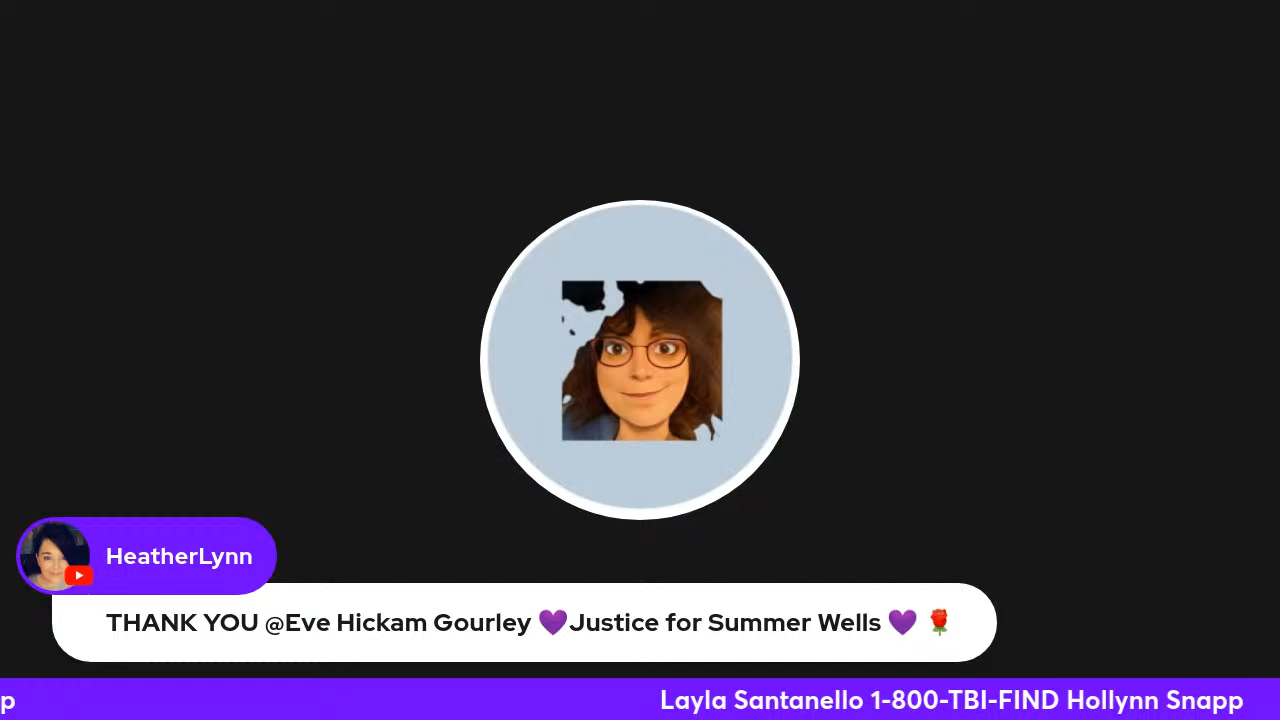 HeatherLynn
THANK YOU @Eve Hickam Gourley 💜Justice for Summer Wells 💜 🌹
p Layla Santanello 1-800-TBI-FIND Hollynn Snapp